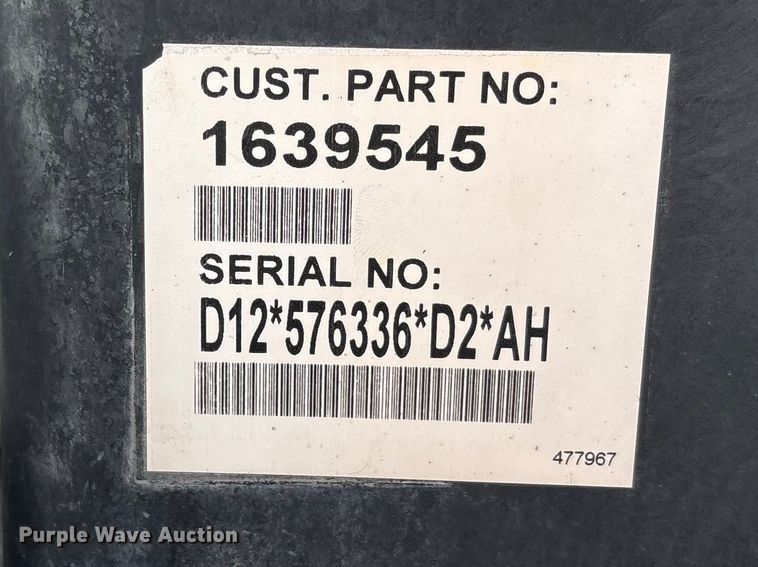 CUST. PART NO:
1639545
SERIAL NO:
D12*576336*D2*AH
477967
Purple Wave Auction